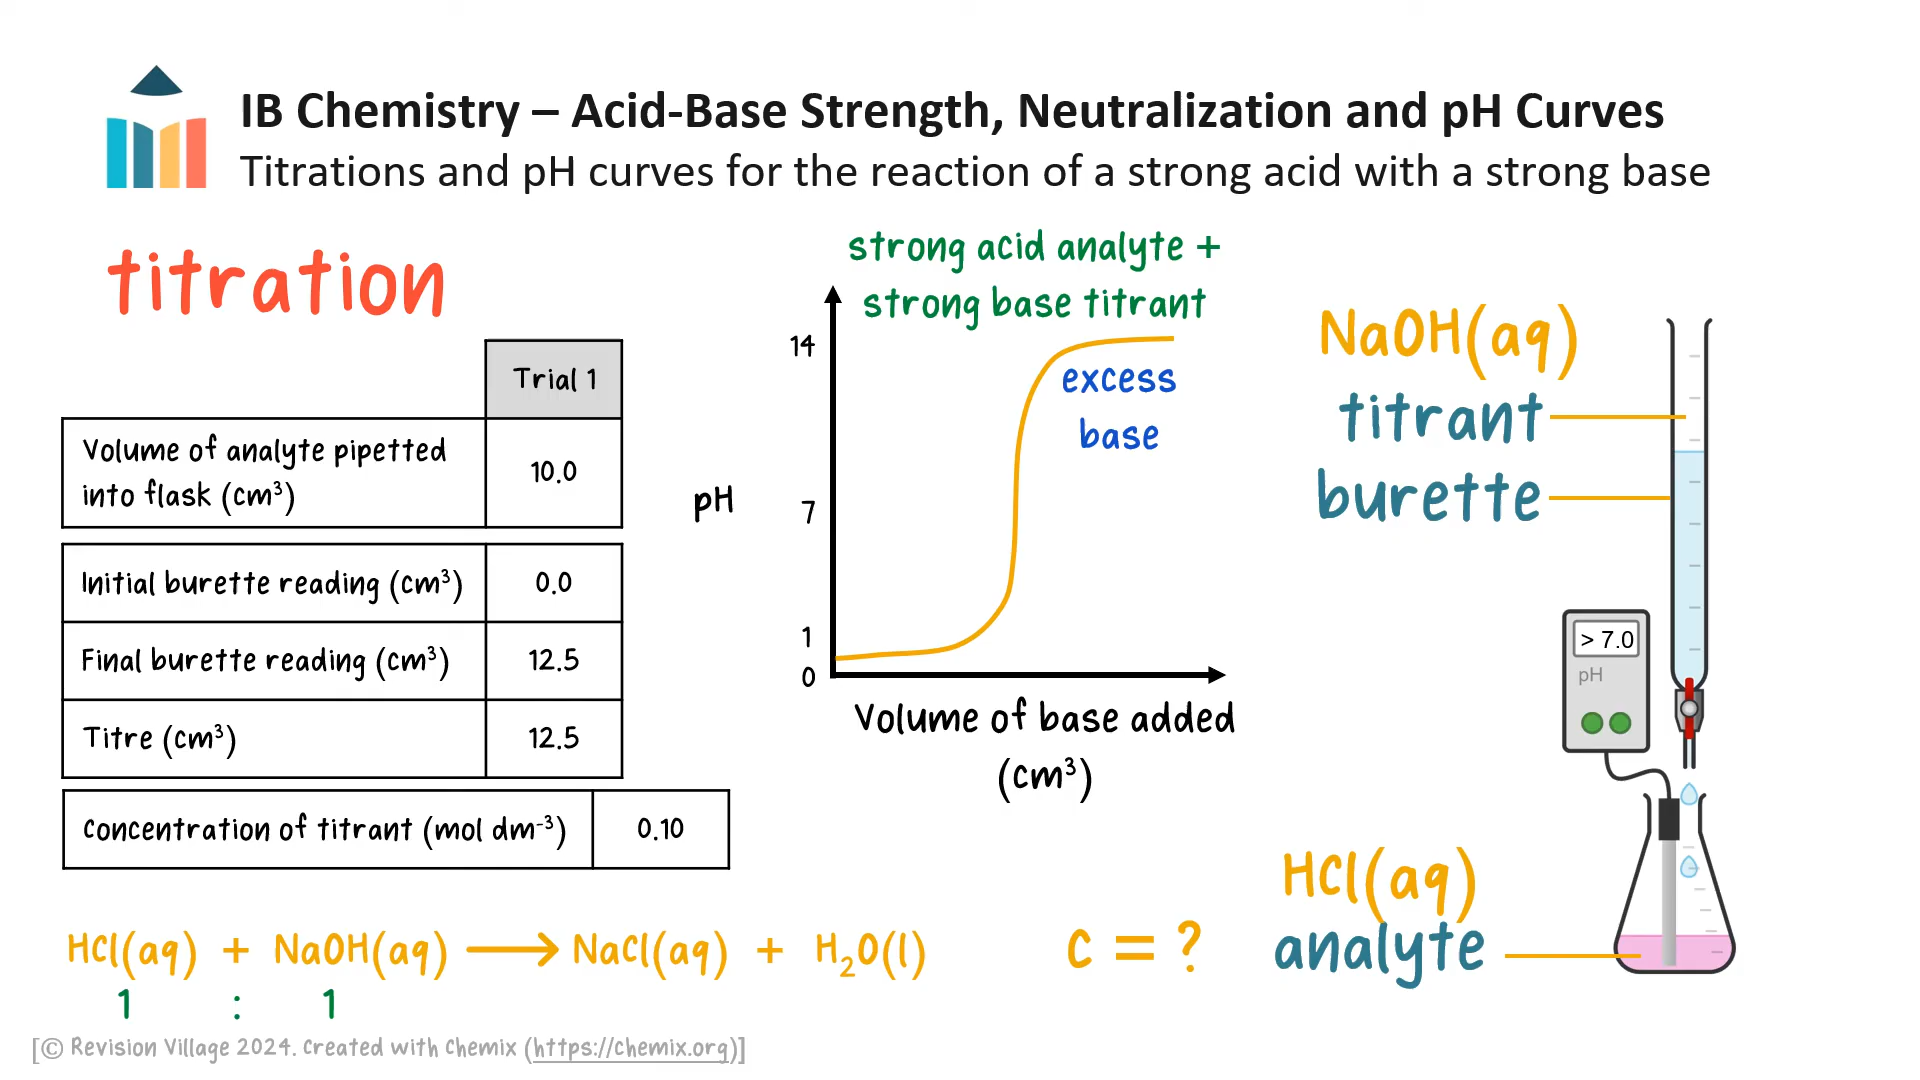 IB Chemistry – Acid-Base Strength, Neutralization and pH Curves
Titrations and pH curves for the reaction of a strong acid with a strong base
titration
Trial 1
Volume of analyte pipetted
into flask (cm³)
10.0
Initial burette reading (cm³)
0.0
Final burette reading (cm³)
12.5
Titre (cm³)
12.5
Concentration of titrant (mol dm⁻³)
0.10
strong acid analyte +
strong base titrant
14
excess
base
pH
7
1
0
Volume of base added
(cm³)
NaOH(aq)
titrant
burette
> 7.0
pH
HCl(aq)
analyte
HCl(aq) + NaOH(aq) ⟶ NaCl(aq) + H₂O(l)
1 : 1
c = ?
[© Revision Village 2024. Created with Chemix (https://chemix.org)]